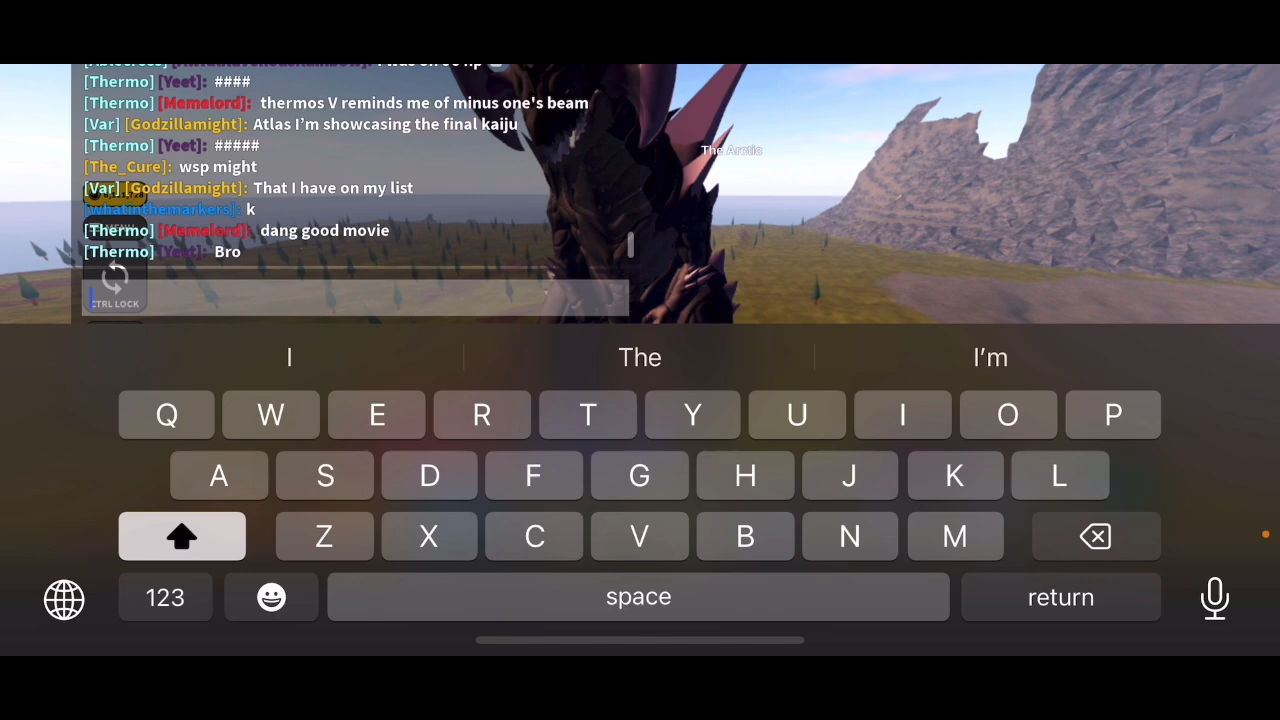 [Thermo] [Yeet]: ####
[Thermo] [Memelord]: thermos V reminds me of minus one's beam
[Var] [Godzillamight]: Atlas I'm showcasing the final kaiju
[Thermo] [Yeet]: #####
[The_Cure]: wsp might
[Var] [Godzillamight]: That I have on my list
[whatinthemarkers]: k
[Thermo] [Memelord]: dang good movie
[Thermo] [Yeet]: Bro
The Arctic
CTRL LOCK
I The I’m
Q W E R T Y U I O P
A S D F G H J K L
Z X C V B N M
123 space return